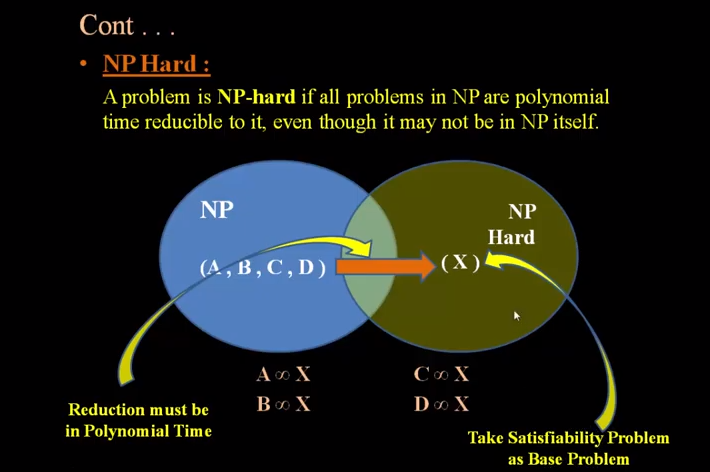 Cont . . .
• NP Hard :
A problem is NP-hard if all problems in NP are polynomial
time reducible to it, even though it may not be in NP itself.
NP
NP
Hard
(A , B , C , D )
( X )
A ∞ X
C ∞ X
B ∞ X
D ∞ X
Reduction must be
in Polynomial Time
Take Satisfiability Problem
as Base Problem